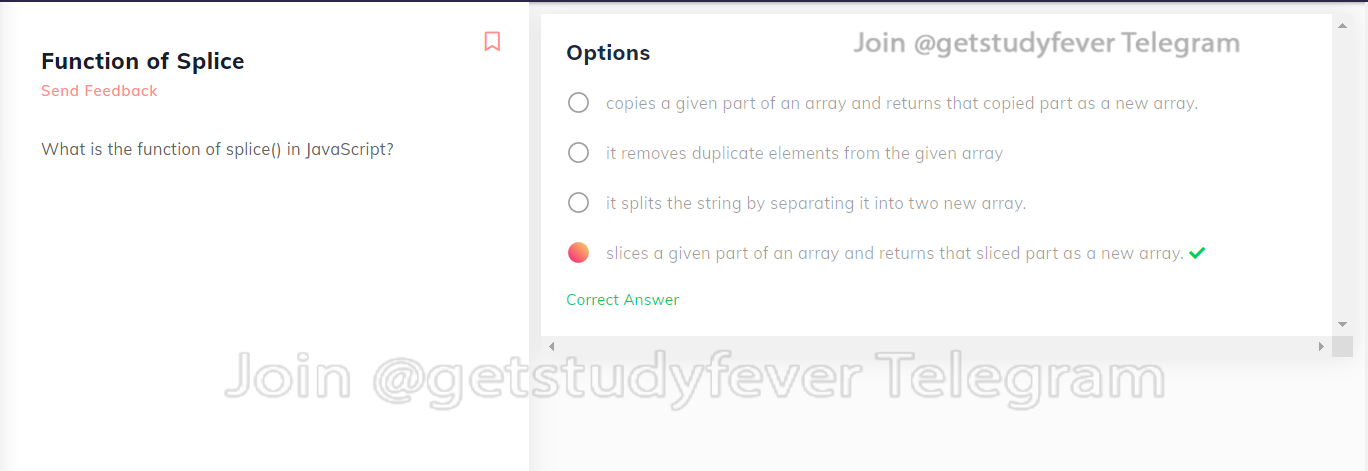 Function of Splice
Send Feedback
What is the function of splice() in JavaScript?
Join @getstudyfever Telegram
Options
copies a given part of an array and returns that copied part as a new array.
it removes duplicate elements from the given array
it splits the string by separating it into two new array.
slices a given part of an array and returns that sliced part as a new array.
Correct Answer
Join @getstudyfever Telegram